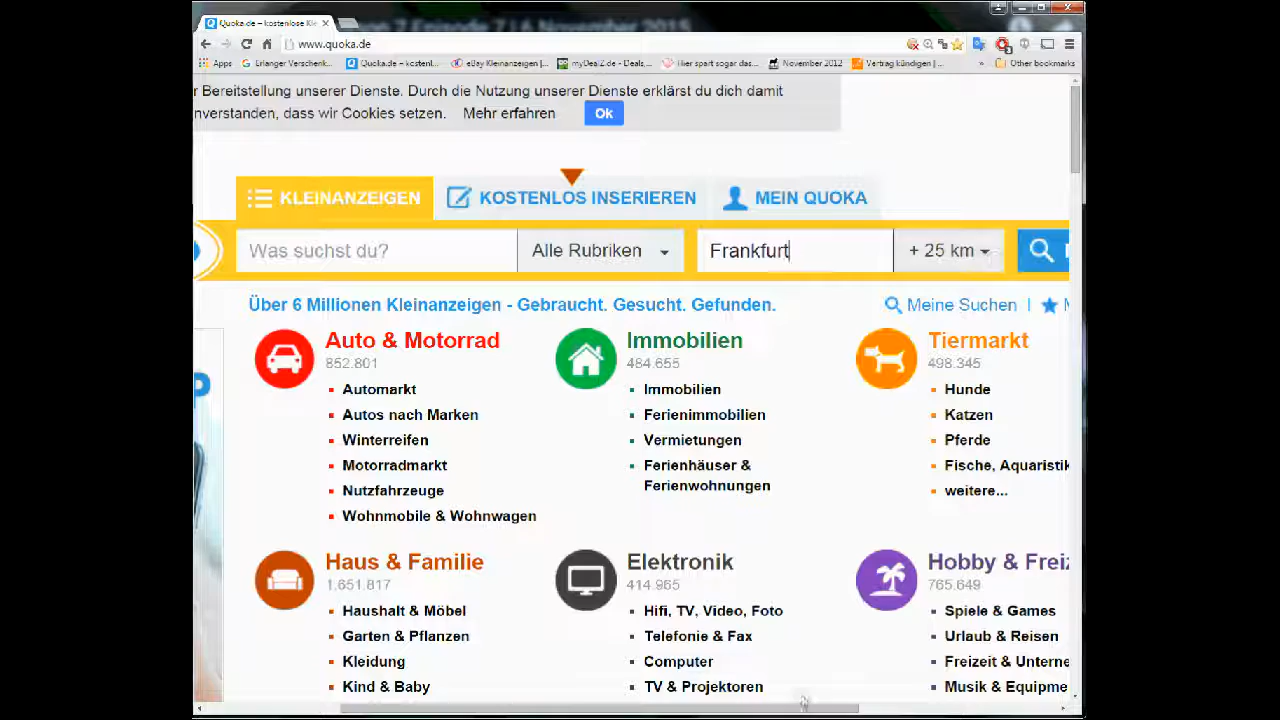 Quoka.de – kostenlose Kle
www.quoka.de
Apps
Erlanger Verschenk...
Quoka.de – kostenl...
eBay Kleinanzeigen |...
myDealZ.de - Deals,...
Hier spart sogar das...
November 2012
Vertrag kündigen |...
»
Other bookmarks
r Bereitstellung unserer Dienste. Durch die Nutzung unserer Dienste erklärst du dich damit
nverstanden, dass wir Cookies setzen. Mehr erfahren Ok
KLEINANZEIGEN KOSTENLOS INSERIEREN MEIN QUOKA
Was suchst du? Alle Rubriken Frankfurt + 25 km
Über 6 Millionen Kleinanzeigen - Gebraucht. Gesucht. Gefunden. Meine Suchen |
Auto & Motorrad
852.801
Automarkt
Autos nach Marken
Winterreifen
Motorradmarkt
Nutzfahrzeuge
Wohnmobile & Wohnwagen
Immobilien
484.655
Immobilien
Ferienimmobilien
Vermietungen
Ferienhäuser &
Ferienwohnungen
Tiermarkt
498.345
Hunde
Katzen
Pferde
Fische, Aquaristik
weitere...
Haus & Familie
1.651.817
Haushalt & Möbel
Garten & Pflanzen
Kleidung
Kind & Baby
Elektronik
414.965
Hifi, TV, Video, Foto
Telefonie & Fax
Computer
TV & Projektoren
Hobby & Freiz
765.649
Spiele & Games
Urlaub & Reisen
Freizeit & Unterne
Musik & Equipme